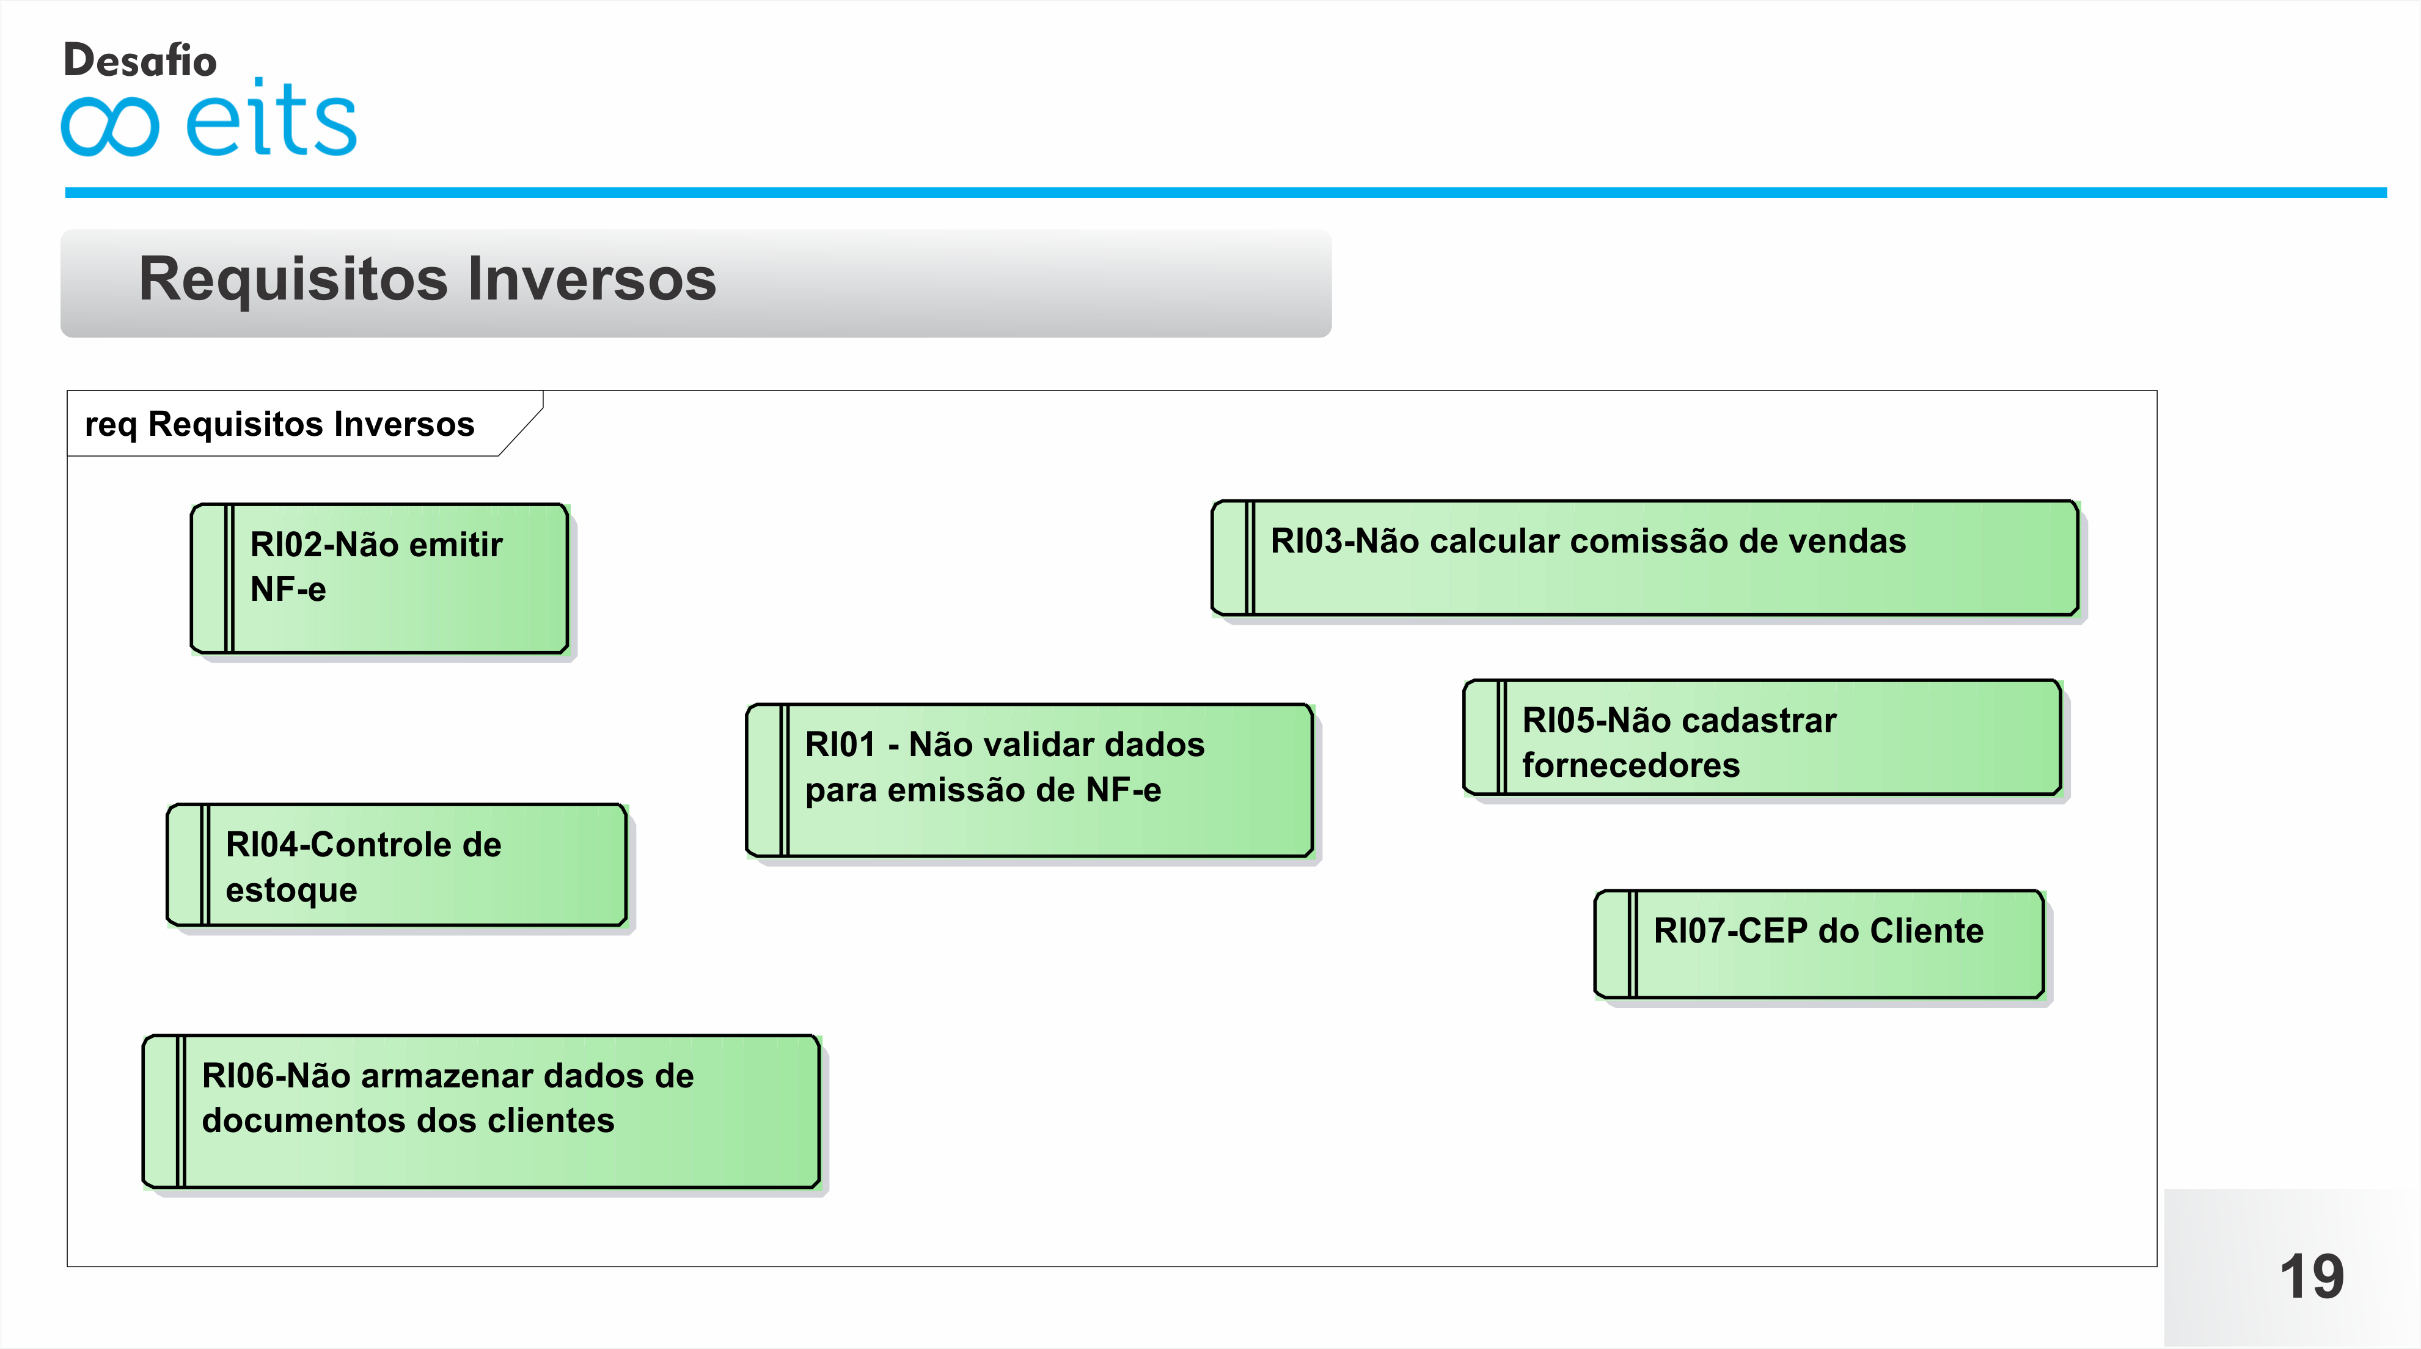 Desafio
eits
Requisitos Inversos
req Requisitos Inversos
RI02-Não emitir
NF-e
RI03-Não calcular comissão de vendas
RI01 - Não validar dados
para emissão de NF-e
RI05-Não cadastrar
fornecedores
RI04-Controle de
estoque
RI07-CEP do Cliente
RI06-Não armazenar dados de
documentos dos clientes
19